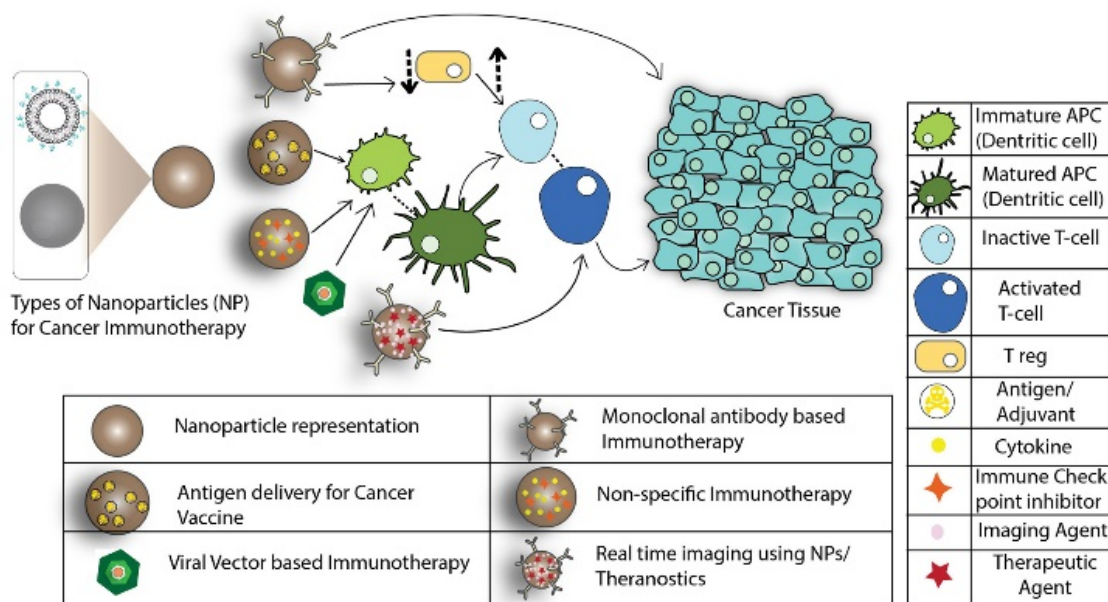 Types of Nanoparticles (NP)
for Cancer Immunotherapy
Cancer Tissue
Nanoparticle representation
Monoclonal antibody based
Immunotherapy
Antigen delivery for Cancer
Vaccine
Non-specific Immunotherapy
Viral Vector based Immunotherapy
Real time imaging using NPs/
Theranostics
Immature APC
(Dentritic cell)
Matured APC
(Dentritic cell)
Inactive T-cell
Activated
T-cell
T reg
Antigen/
Adjuvant
Cytokine
Immune Check
point inhibitor
Imaging Agent
Therapeutic
Agent